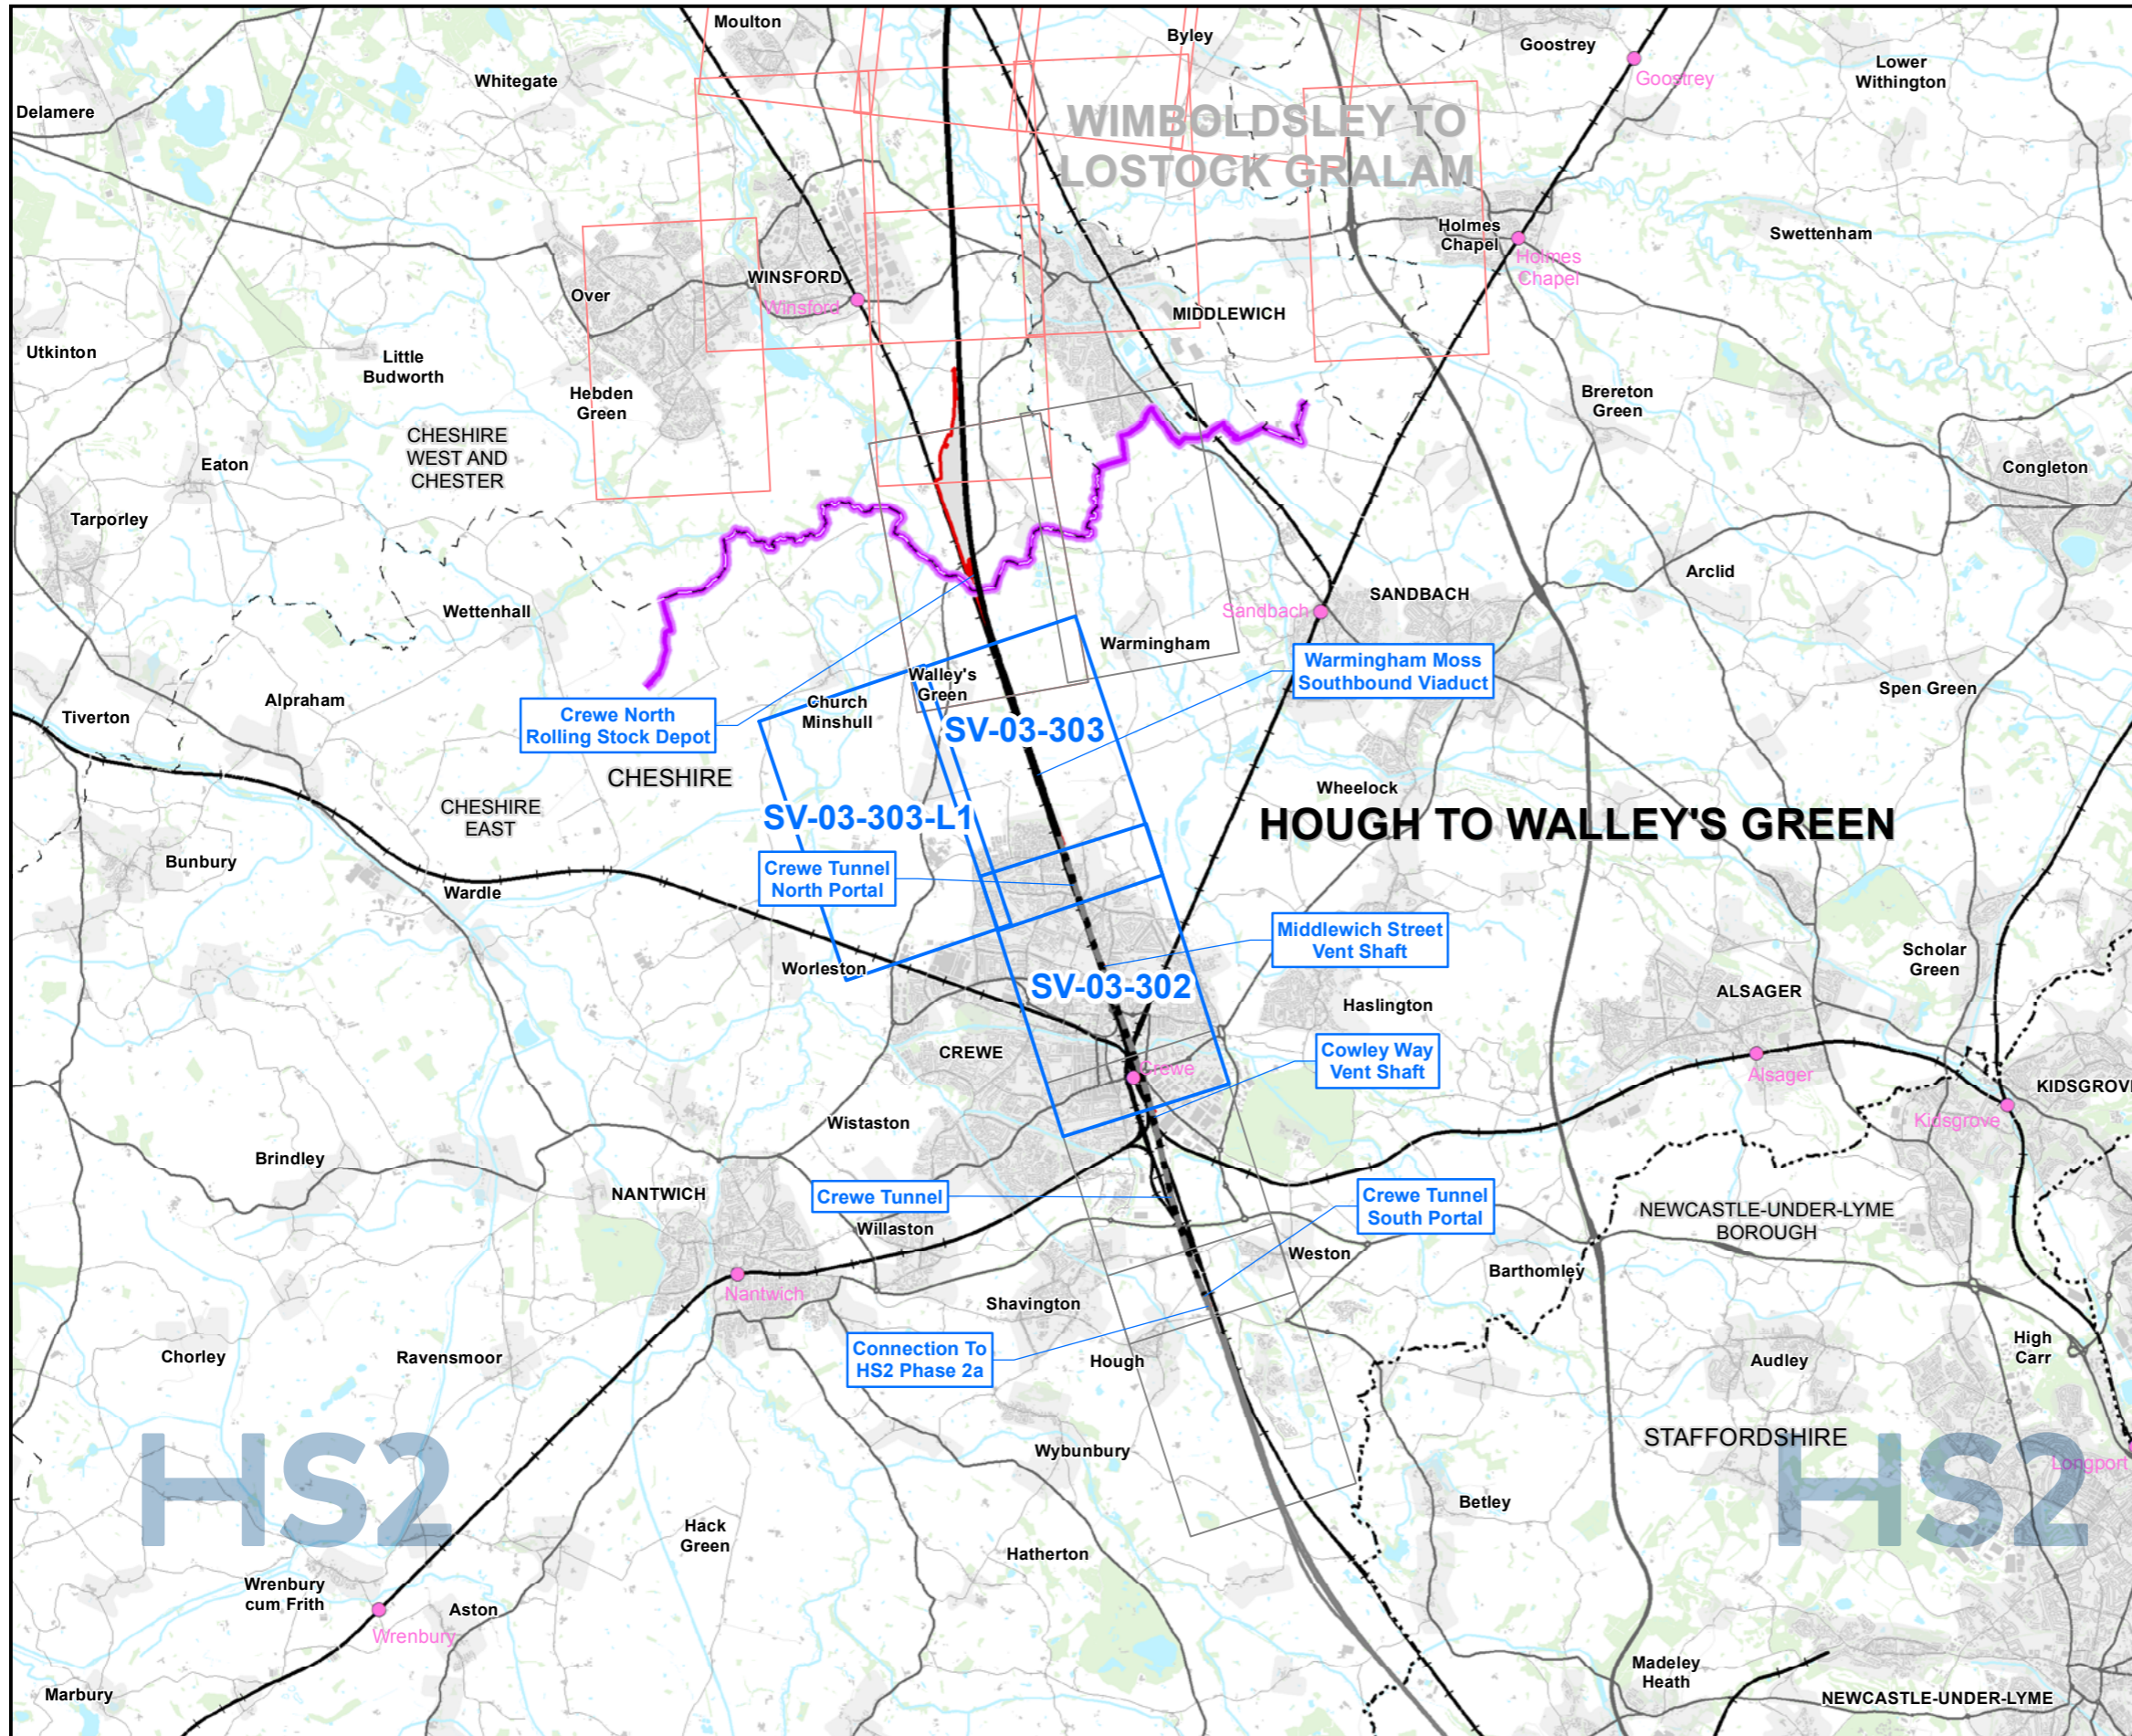 Moulton
Byley
Goostrey
Goostrey
Lower
Withington
Whitegate
Delamere
WIMBOLDSLEY TO
LOSTOCK GRALAM
Holmes
Chapel
Holmes
Chapel
Swettenham
WINSFORD
Winsford
Over
MIDDLEWICH
Utkinton
Little
Budworth
Hebden
Green
Brereton
Green
CHESHIRE
WEST AND
CHESTER
Eaton
Congleton
Tarporley
Arclid
Wettenhall
SANDBACH
Sandbach
Warmingham
Warmingham Moss
Southbound Viaduct
Walley's
Green
Church
Minshull
Spen Green
Alpraham
Tiverton
Crewe North
Rolling Stock Depot
SV-03-303
CHESHIRE
Wheelock
CHESHIRE
EAST
SV-03-303-L1
HOUGH TO WALLEY'S GREEN
Bunbury
Crewe Tunnel
North Portal
Wardle
Middlewich Street
Vent Shaft
Scholar
Green
Worleston
SV-03-302
ALSAGER
Haslington
CREWE
Crewe
Cowley Way
Vent Shaft
Alsager
KIDSGROVE
Kidsgrove
Wistaston
Brindley
NANTWICH
Crewe Tunnel
Crewe Tunnel
South Portal
NEWCASTLE-UNDER-LYME
BOROUGH
Willaston
Weston
Barthomley
Nantwich
Shavington
Connection To
HS2 Phase 2a
Hough
High
Carr
Audley
Chorley
Ravensmoor
STAFFORDSHIRE
Wybunbury
Longport
HS2
HS2
Betley
Hack
Green
Hatherton
Wrenbury
cum Frith
Aston
Wrenbury
Madeley
Heath
Marbury
NEWCASTLE-UNDER-LYME